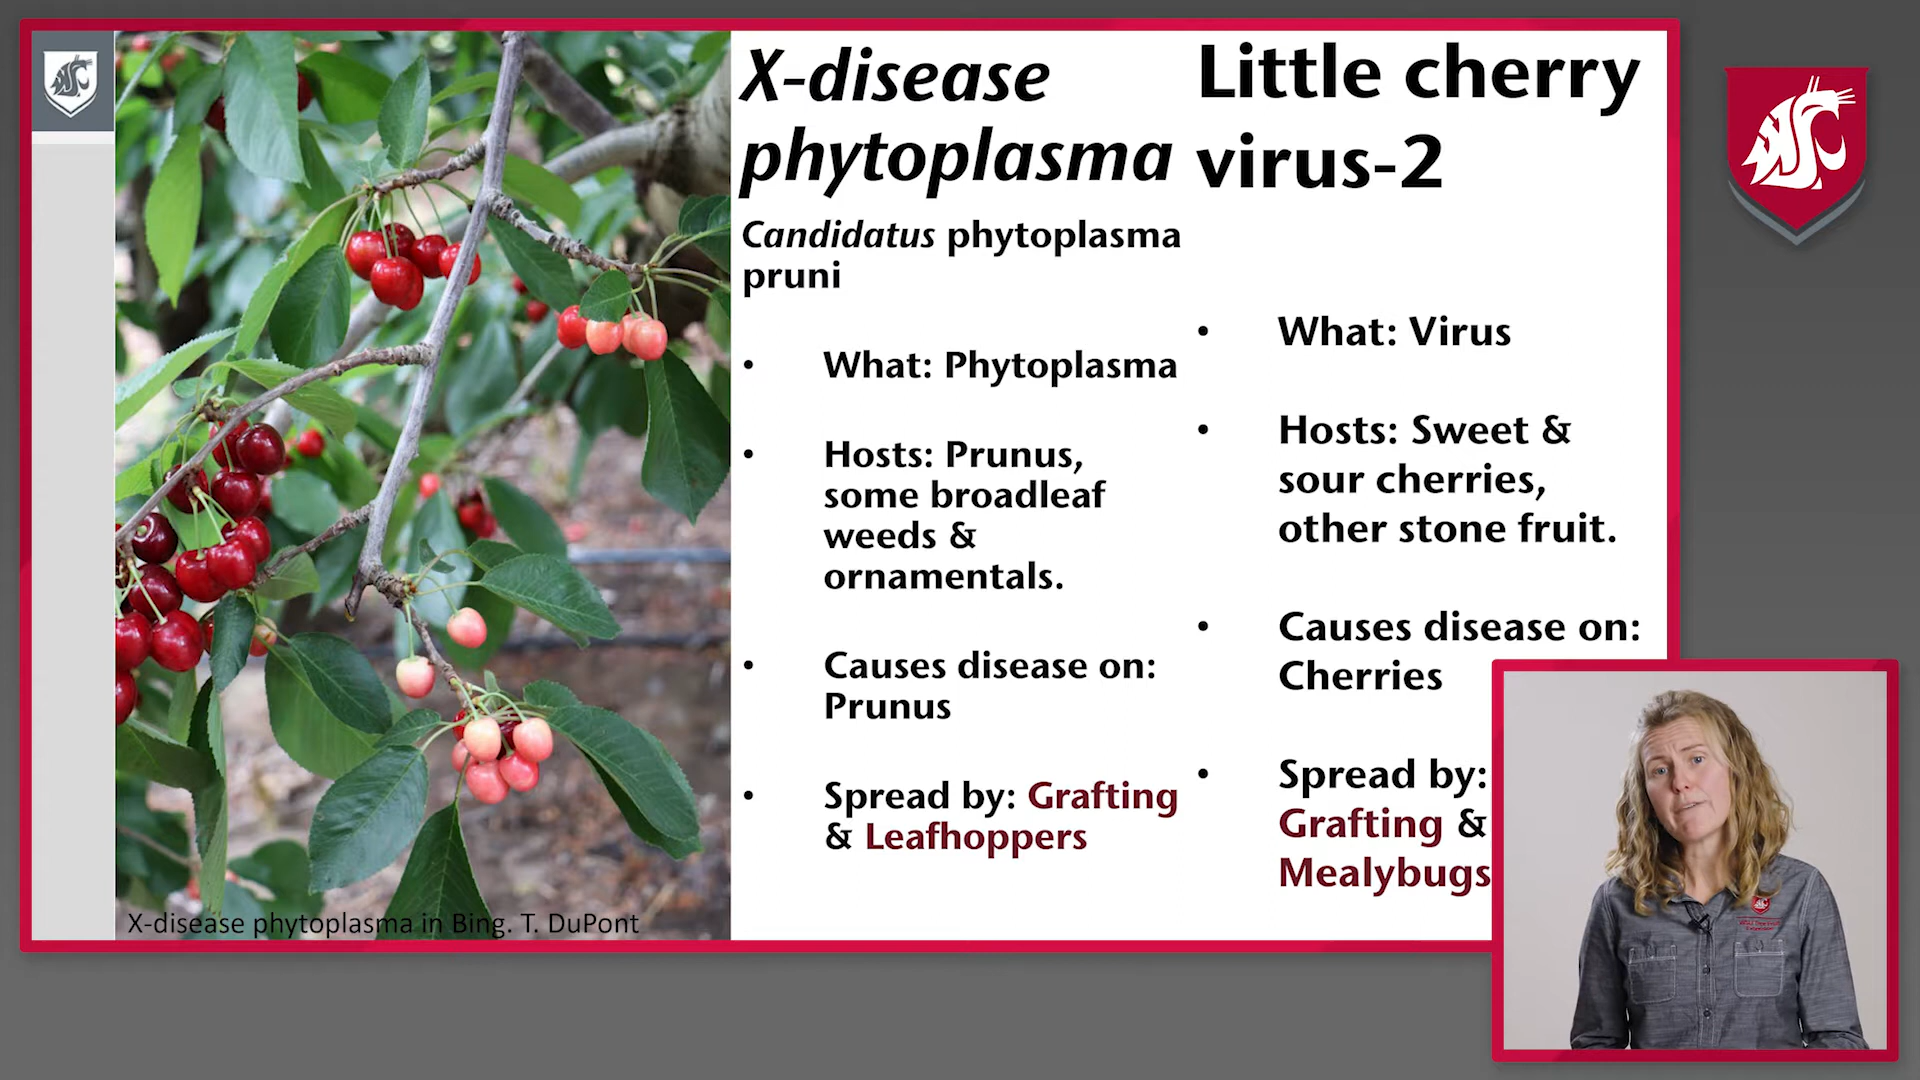 X-disease
phytoplasma
Candidatus phytoplasma
pruni
• What: Phytoplasma
• Hosts: Prunus,
some broadleaf
weeds &
ornamentals.
• Causes disease on:
Prunus
• Spread by: Grafting
& Leafhoppers
Little cherry
virus-2
• What: Virus
• Hosts: Sweet &
sour cherries,
other stone fruit.
• Causes disease on:
Cherries
• Spread by:
Grafting &
Mealybugs
X-disease phytoplasma in Bing. T. DuPont